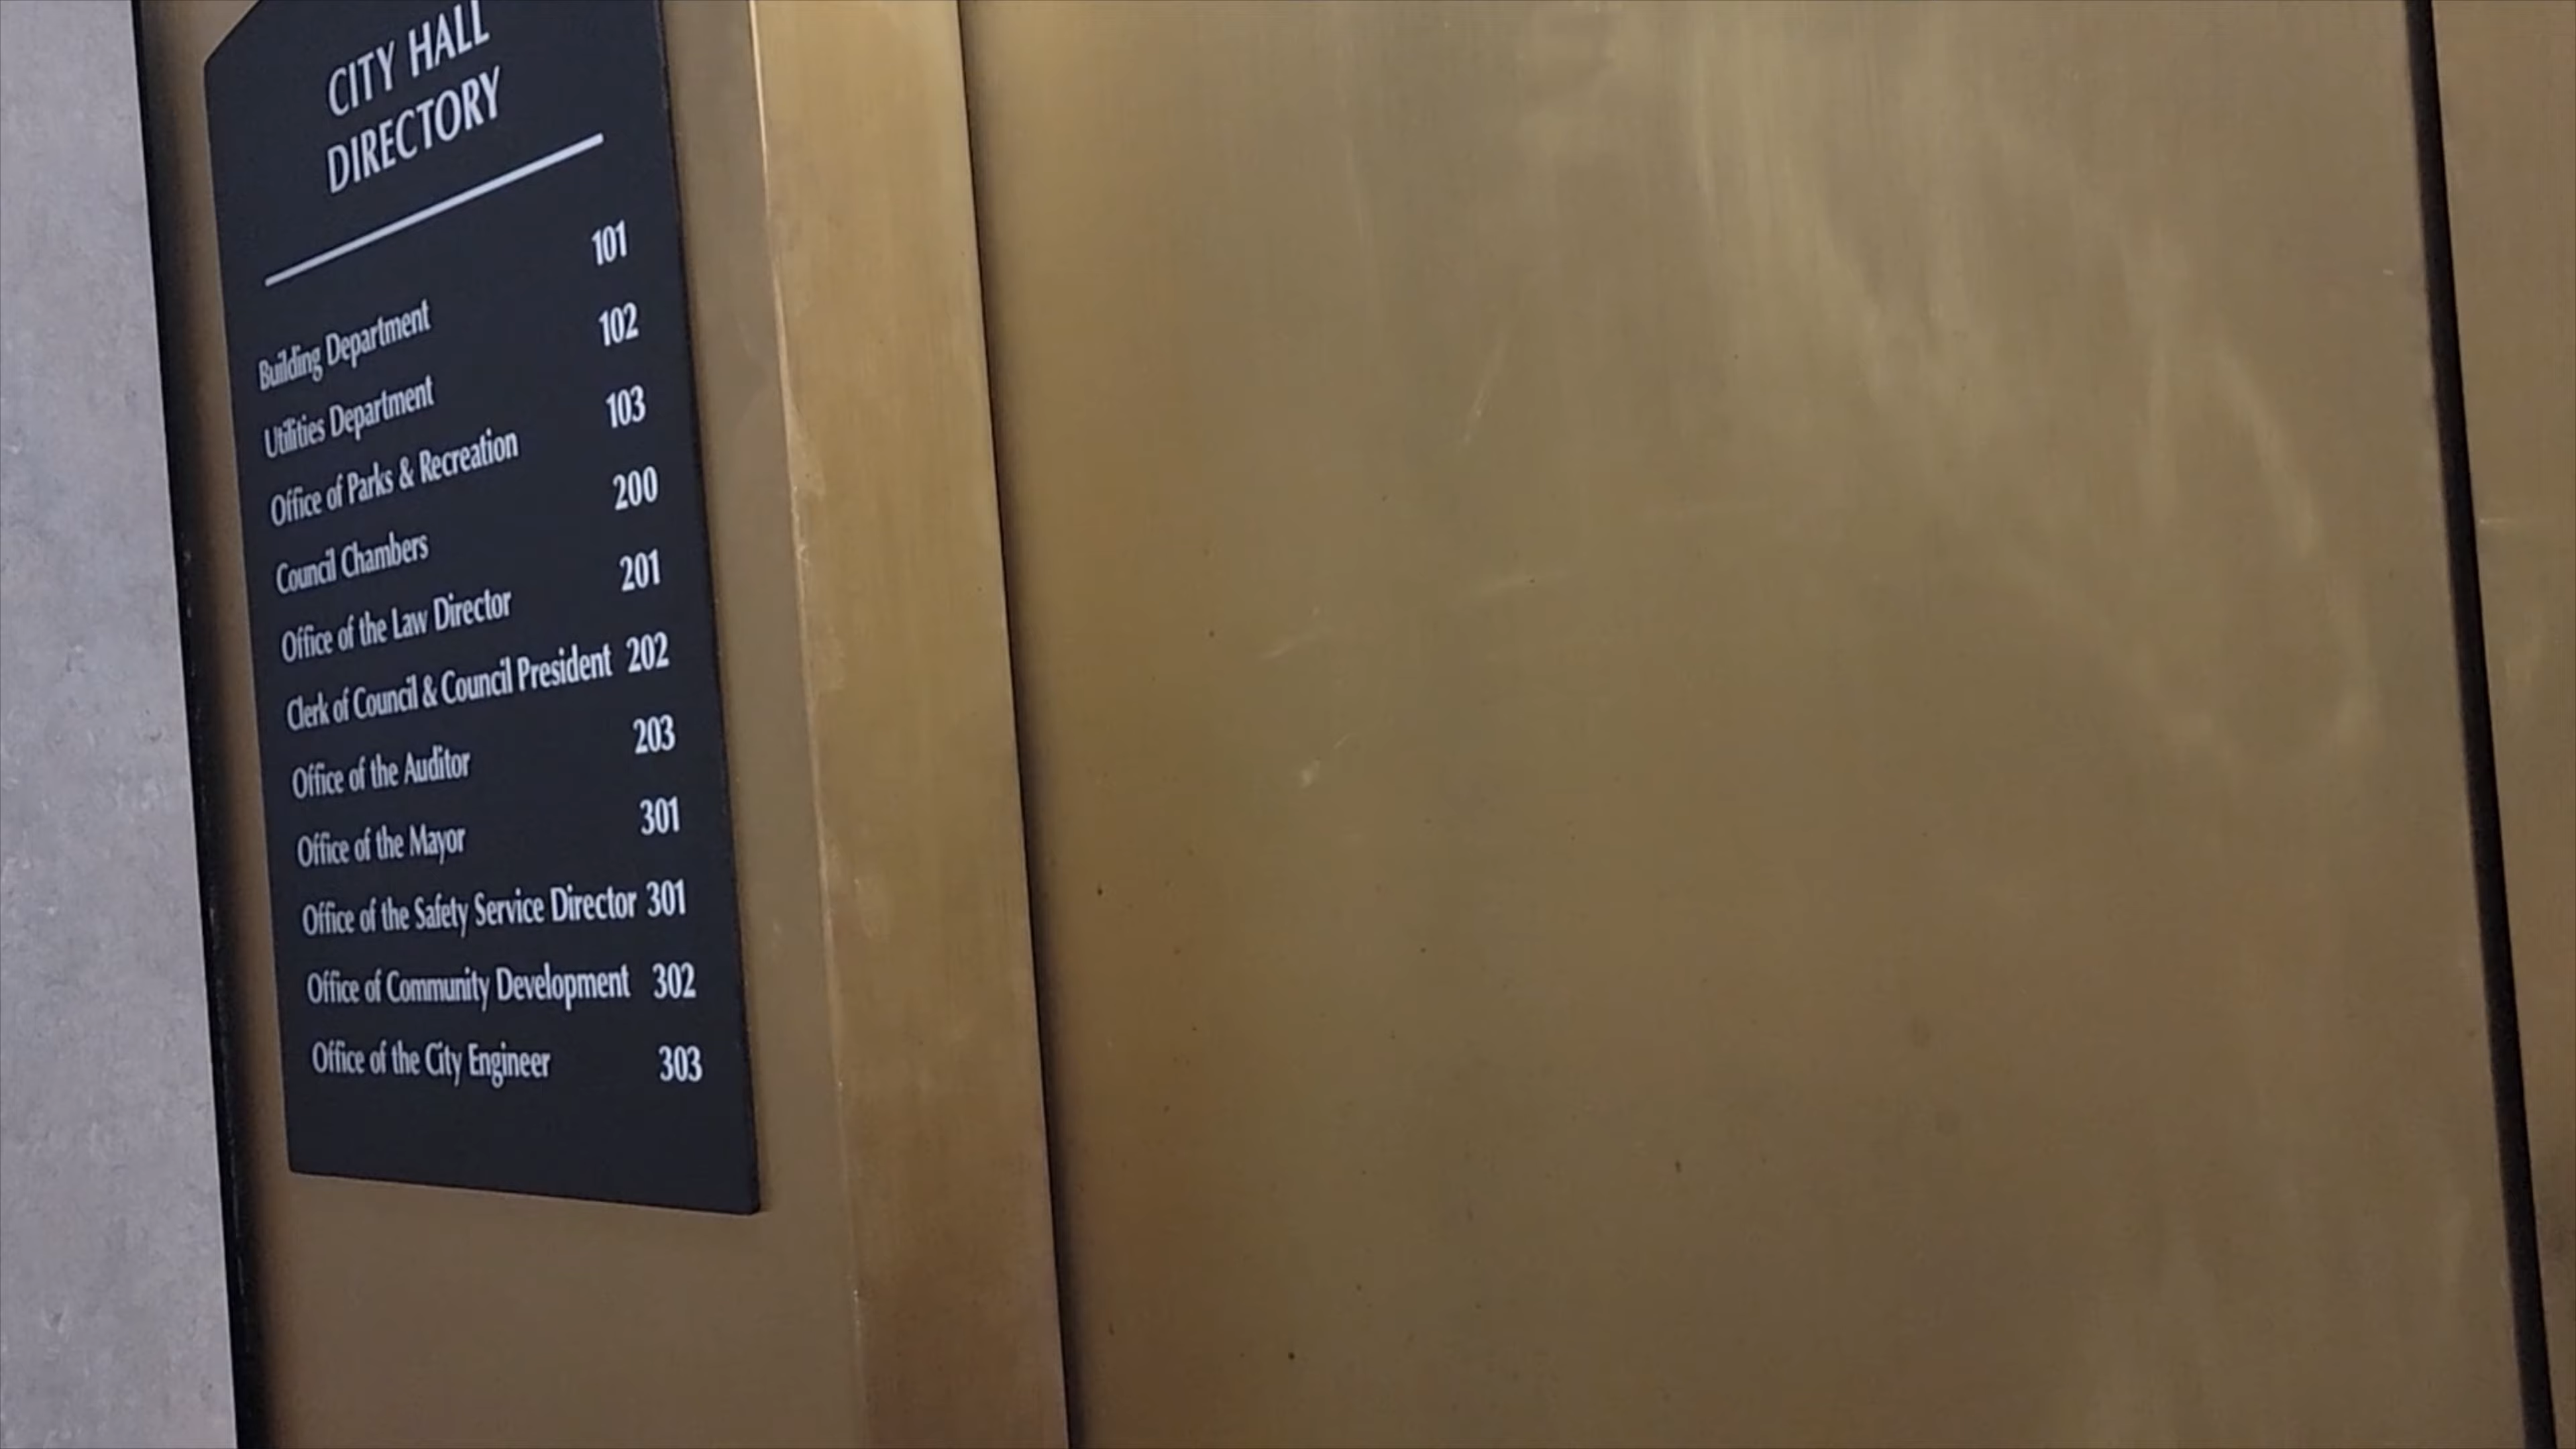 CITY HALL
DIRECTORY
Building Department 101
Utilities Department 102
Office of Parks & Recreation 103
Council Chambers 200
Office of the Law Director 201
Clerk of Council & Council President 202
Office of the Auditor 203
Office of the Mayor 301
Office of the Safety Service Director 301
Office of Community Development 302
Office of the City Engineer 303